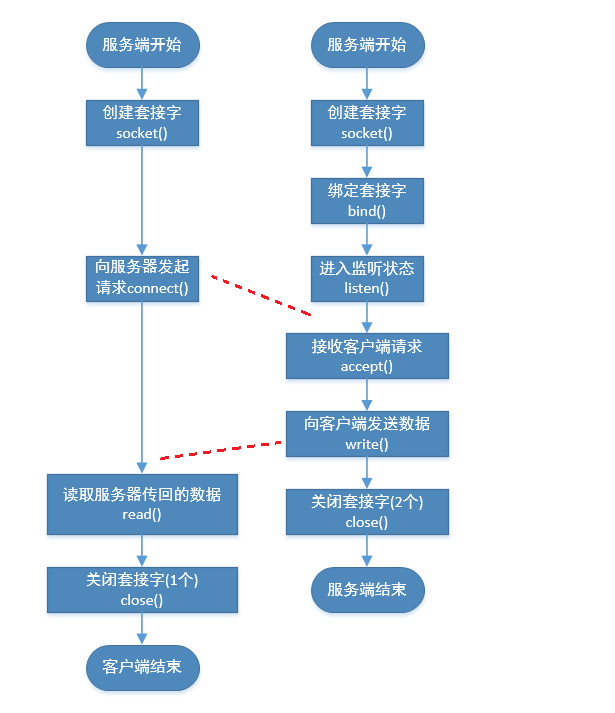 服务端开始
创建套接字
socket()
向服务器发起
请求connect()
读取服务器传回的数据
read()
关闭套接字(1个)
close()
客户端结束
服务端开始
创建套接字
socket()
绑定套接字
bind()
进入监听状态
listen()
接收客户端请求
accept()
向客户端发送数据
write()
关闭套接字(2个)
close()
服务端结束